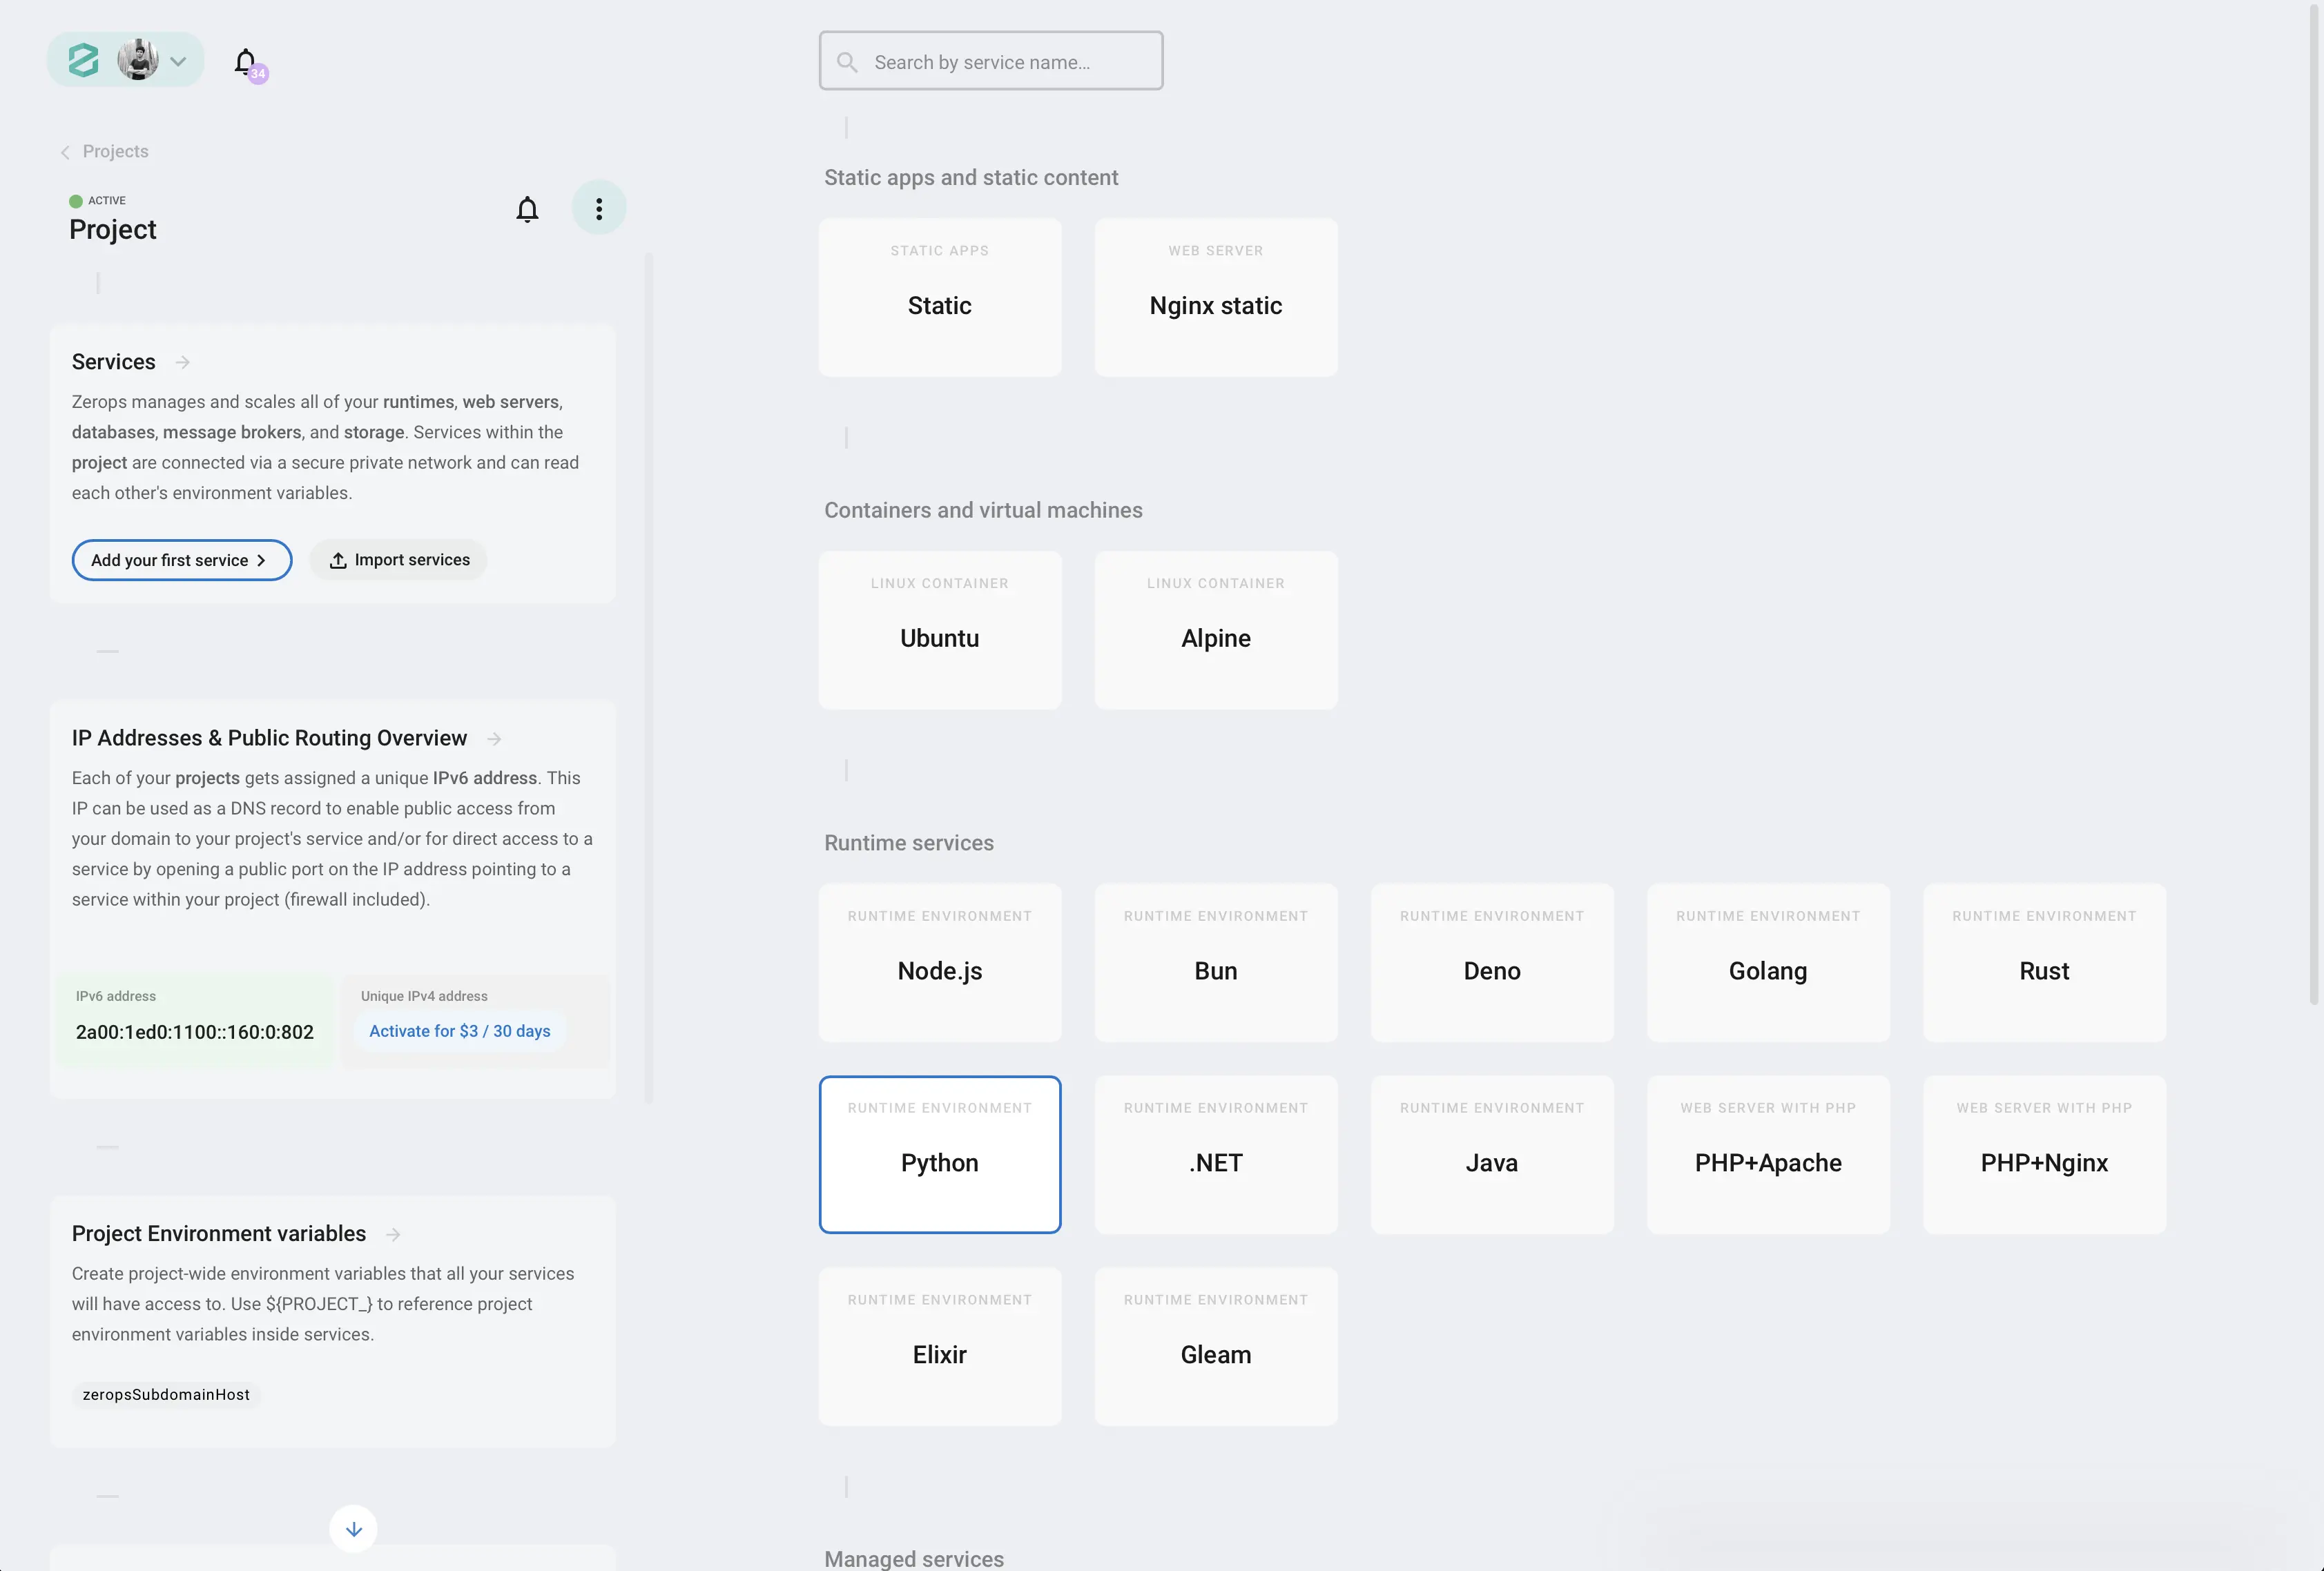 34
Projects
ACTIVE
Project
Services
Zerops manages and scales all of your runtimes, web servers,
databases, message brokers, and storage. Services within the
project are connected via a secure private network and can read
each other's environment variables.
Add your first service
Import services
IP Addresses & Public Routing Overview
Each of your projects gets assigned a unique IPv6 address. This
IP can be used as a DNS record to enable public access from
your domain to your project's service and/or for direct access to a
service by opening a public port on the IP address pointing to a
service within your project (firewall included).
IPv6 address
2a00:1ed0:1100::160:0:802
Unique IPv4 address
Activate for $3 / 30 days
Project Environment variables
Create project-wide environment variables that all your services
will have access to. Use ${PROJECT_} to reference project
environment variables inside services.
zeropsSubdomainHost
Search by service name...
Static apps and static content
STATIC APPS
Static
WEB SERVER
Nginx static
Containers and virtual machines
LINUX CONTAINER
Ubuntu
LINUX CONTAINER
Alpine
Runtime services
RUNTIME ENVIRONMENT
Node.js
RUNTIME ENVIRONMENT
Bun
RUNTIME ENVIRONMENT
Deno
RUNTIME ENVIRONMENT
Golang
RUNTIME ENVIRONMENT
Rust
RUNTIME ENVIRONMENT
Python
RUNTIME ENVIRONMENT
.NET
RUNTIME ENVIRONMENT
Java
WEB SERVER WITH PHP
PHP+Apache
WEB SERVER WITH PHP
PHP+Nginx
RUNTIME ENVIRONMENT
Elixir
RUNTIME ENVIRONMENT
Gleam
Managed services